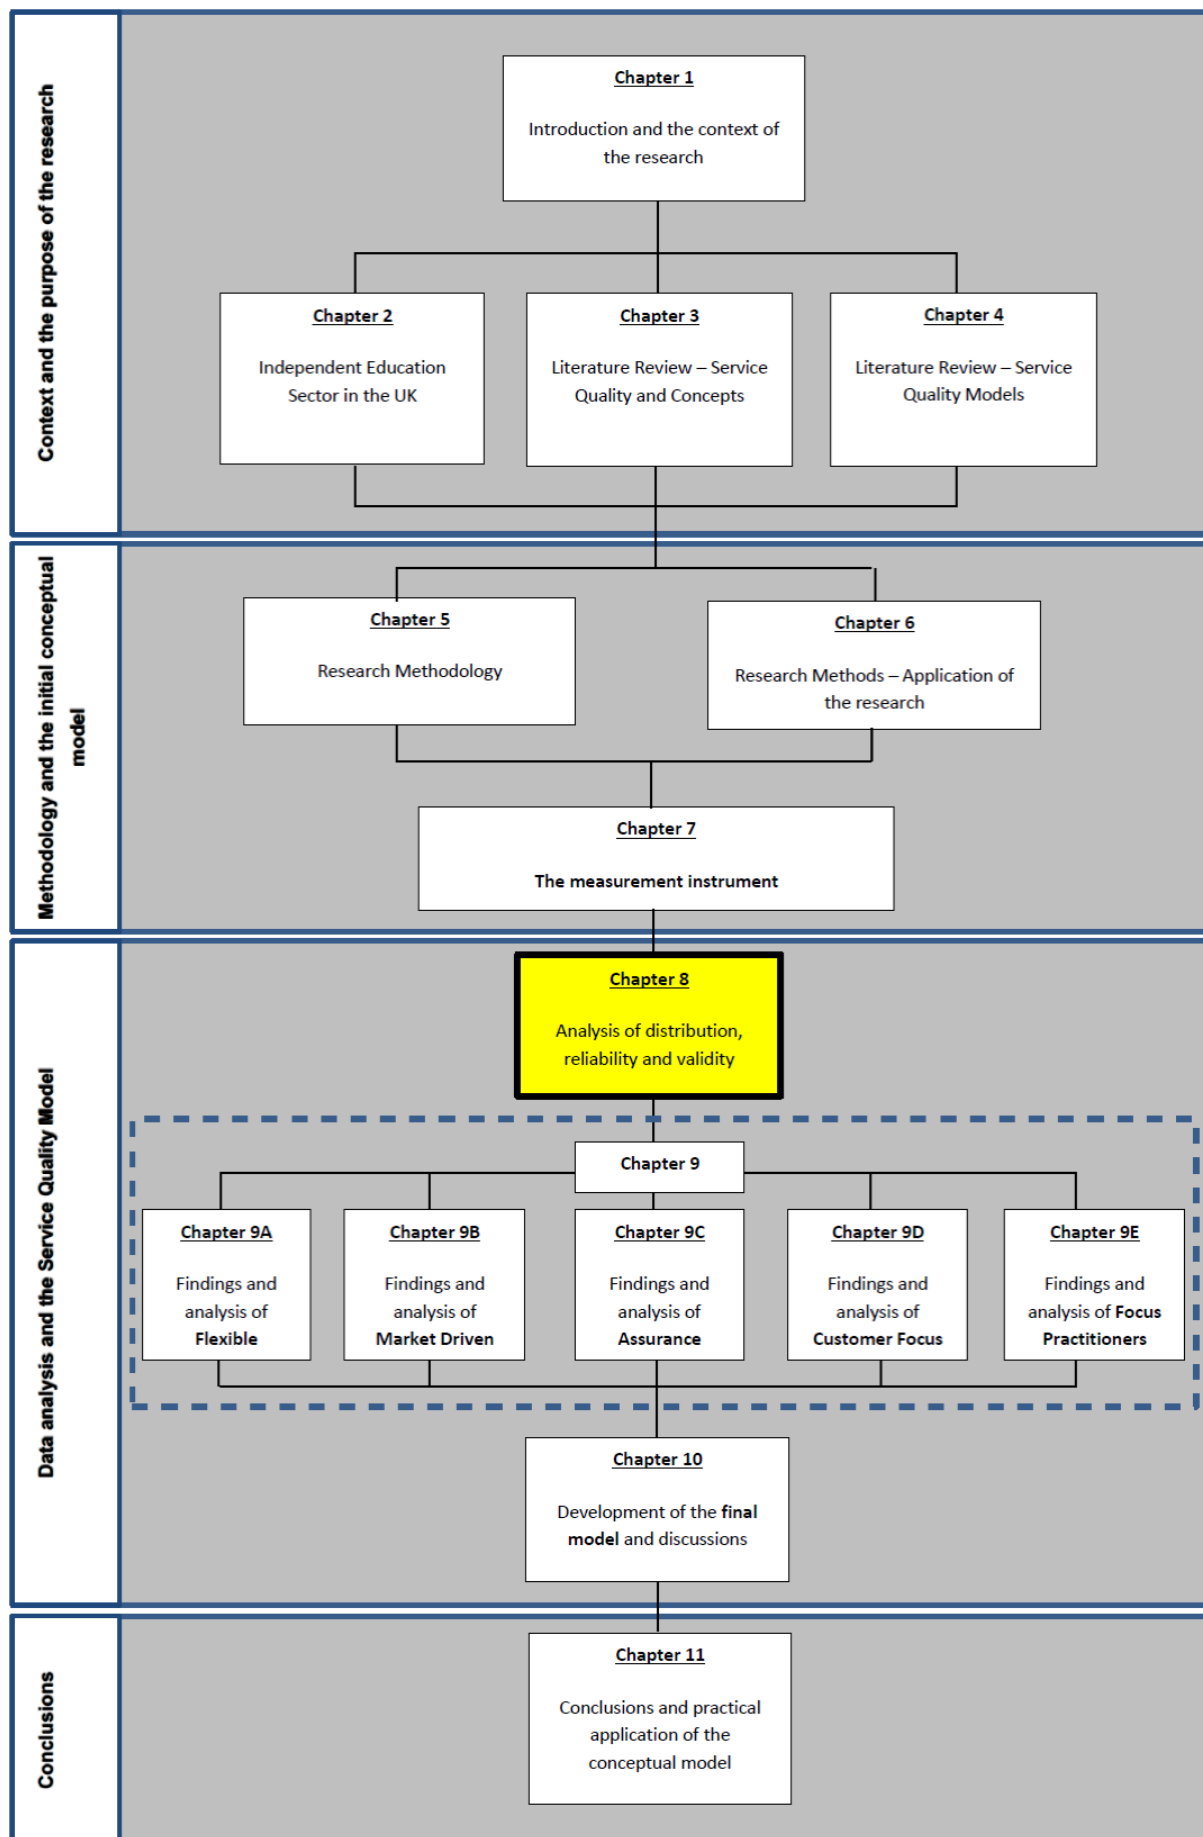 Context and the purpose of the research
Chapter 1
Introduction and the context of
the research
Chapter 2
Independent Education
Sector in the UK
Chapter 3
Literature Review – Service
Quality and Concepts
Chapter 4
Literature Review – Service
Quality Models
Methodology and the initial conceptual
model
Chapter 5
Research Methodology
Chapter 6
Research Methods – Application of
the research
Chapter 7
The measurement instrument
Data analysis and the Service Quality Model
Chapter 8
Analysis of distribution,
reliability and validity
Chapter 9
Chapter 9A
Findings and
analysis of
Flexible
Chapter 9B
Findings and
analysis of
Market Driven
Chapter 9C
Findings and
analysis of
Assurance
Chapter 9D
Findings and
analysis of
Customer Focus
Chapter 9E
Findings and
analysis of Focus
Practitioners
Chapter 10
Development of the final
model and discussions
Conclusions
Chapter 11
Conclusions and practical
application of the
conceptual model